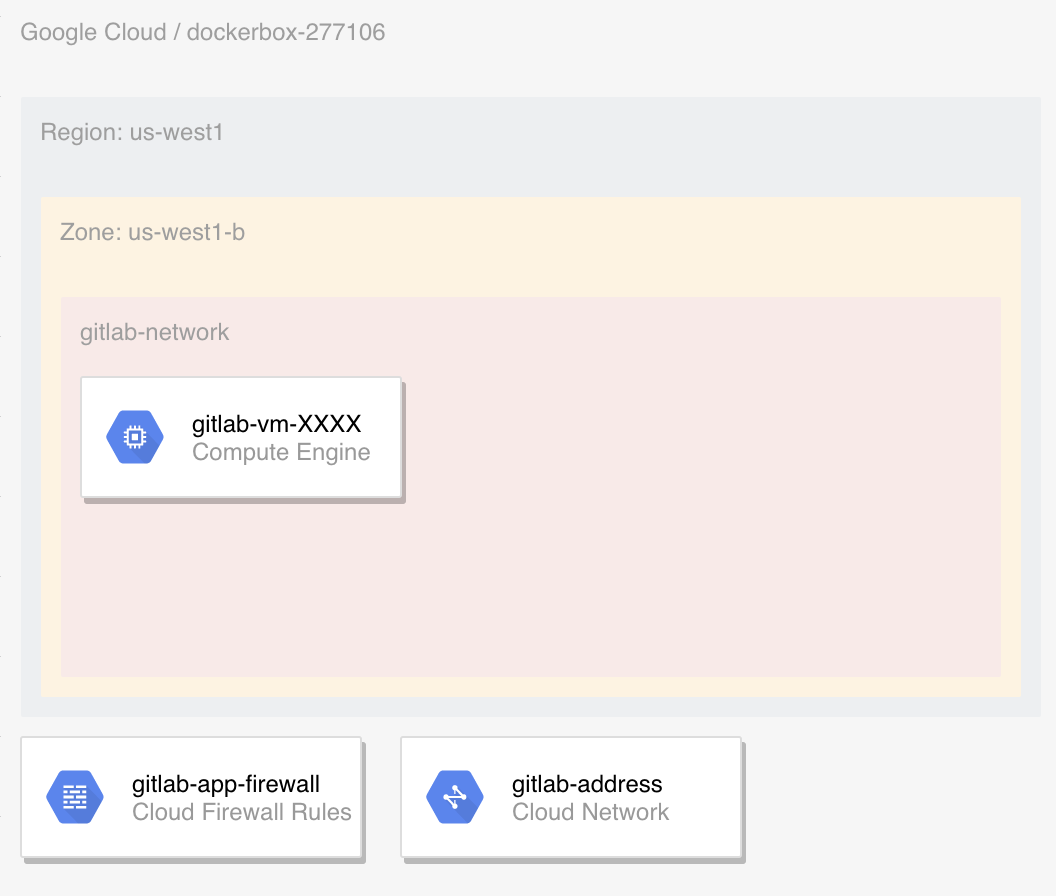 Google Cloud / dockerbox-277106
Region: us-west1
Zone: us-west1-b
gitlab-network
gitlab-vm-XXXX
Compute Engine
gitlab-app-firewall
Cloud Firewall Rules
gitlab-address
Cloud Network